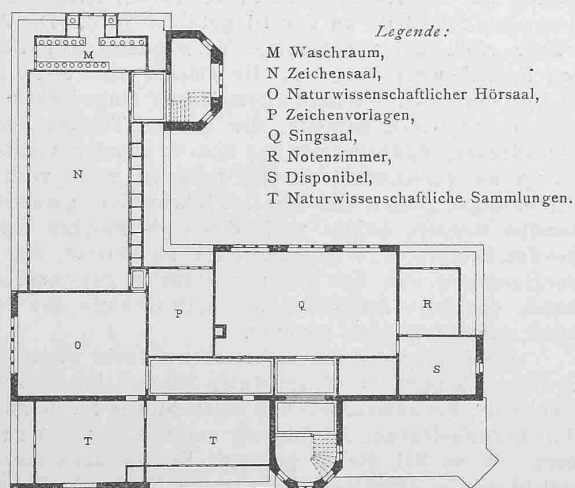 Legende:
M Waschraum,
N Zeichensaal,
O Naturwissenschaftlicher Hörsaal,
P Zeichenvorlagen,
Q Singsaal,
R Notenzimmer,
S Disponibel,
T Naturwissenschaftliche Sammlungen.
M
N
P
Q
R
O
S
T
T